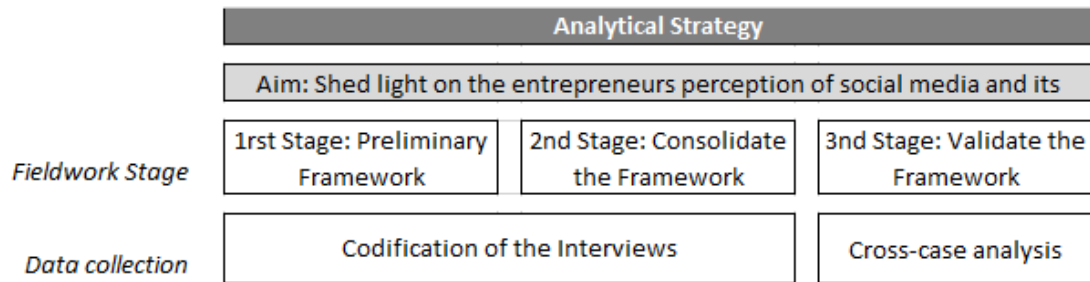 Analytical Strategy
Aim: Shed light on the entrepreneurs perception of social media and its
1rst Stage: Preliminary
Framework
2nd Stage: Consolidate
the Framework
3nd Stage: Validate the
Framework
Fieldwork Stage
Codification of the Interviews
Cross-case analysis
Data collection